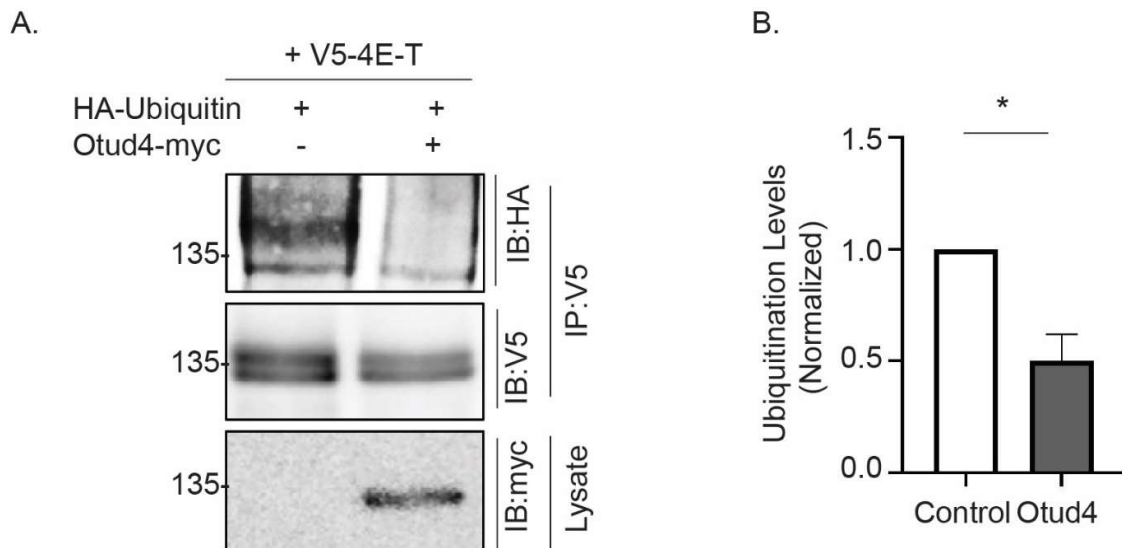 A.
+ V5-4E-T
HA-Ubiquitin + +
Otud4-myc - +
135
IB:HA
135
IB:V5
IP:V5
135
IB:myc
Lysate
B.
*
Ubiquitination Levels
(Normalized)
1.5
1.0
0.5
0.0
Control Otud4